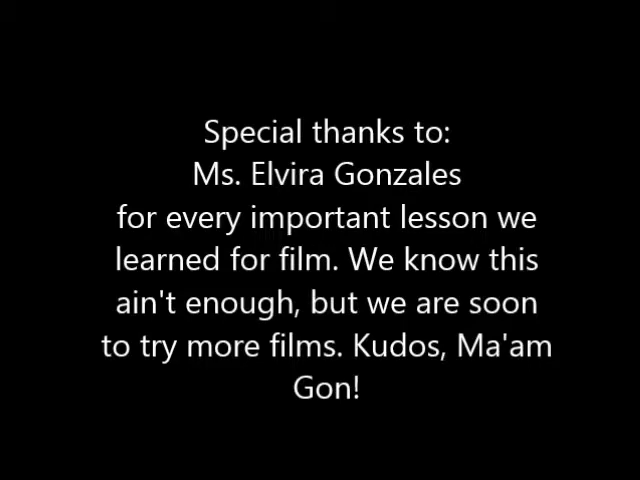 Special thanks to:
Ms. Elvira Gonzales
for every important lesson we
learned for film. We know this
ain't enough, but we are soon
to try more films. Kudos, Ma'am
Gon!